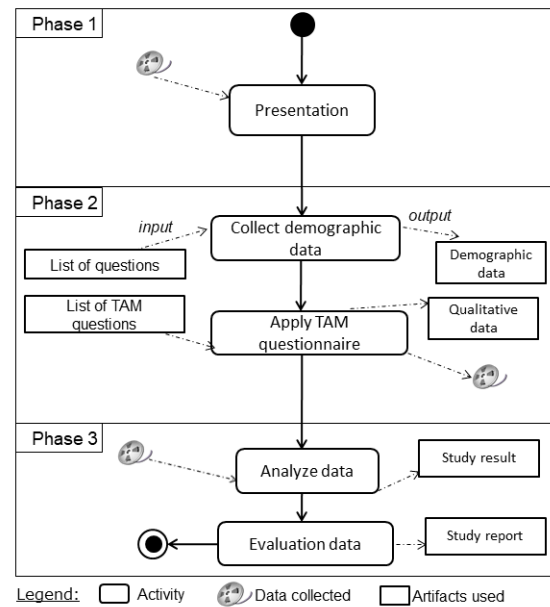 Phase 1
Presentation
Phase 2
input
output
Collect demographic
data
List of questions
Demographic
data
List of TAM
questions
Qualitative
data
Apply TAM
questionnaire
Phase 3
Study result
Analyze data
Evaluation data
Study report
Legend: Activity Data collected Artifacts used